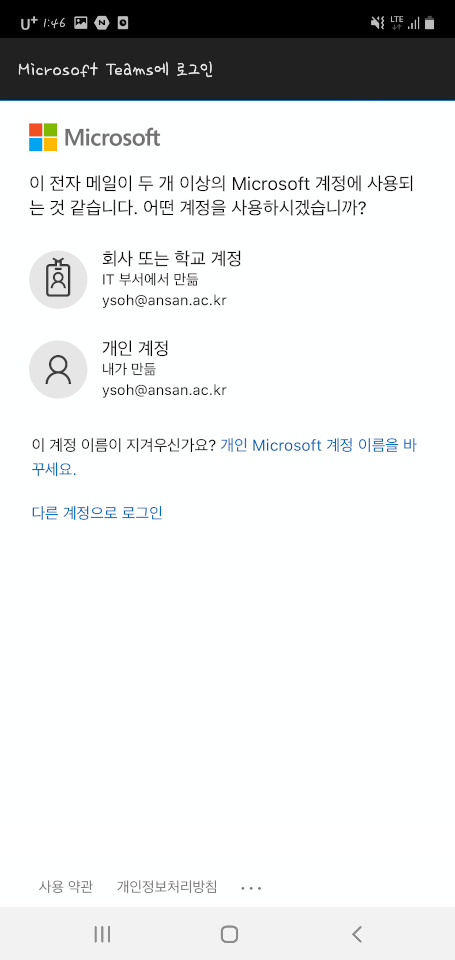 U+ 1:46 N LTE
Microsoft Teams에 로그인
Microsoft
이 전자 메일이 두 개 이상의 Microsoft 계정에 사용되
는 것 같습니다. 어떤 계정을 사용하시겠습니까?
회사 또는 학교 계정
IT 부서에서 만듦
ysoh@ansan.ac.kr
개인 계정
내가 만듦
ysoh@ansan.ac.kr
이 계정 이름이 지겨우신가요? 개인 Microsoft 계정 이름을 바
꾸세요.
다른 계정으로 로그인
사용 약관 개인정보처리방침 ...